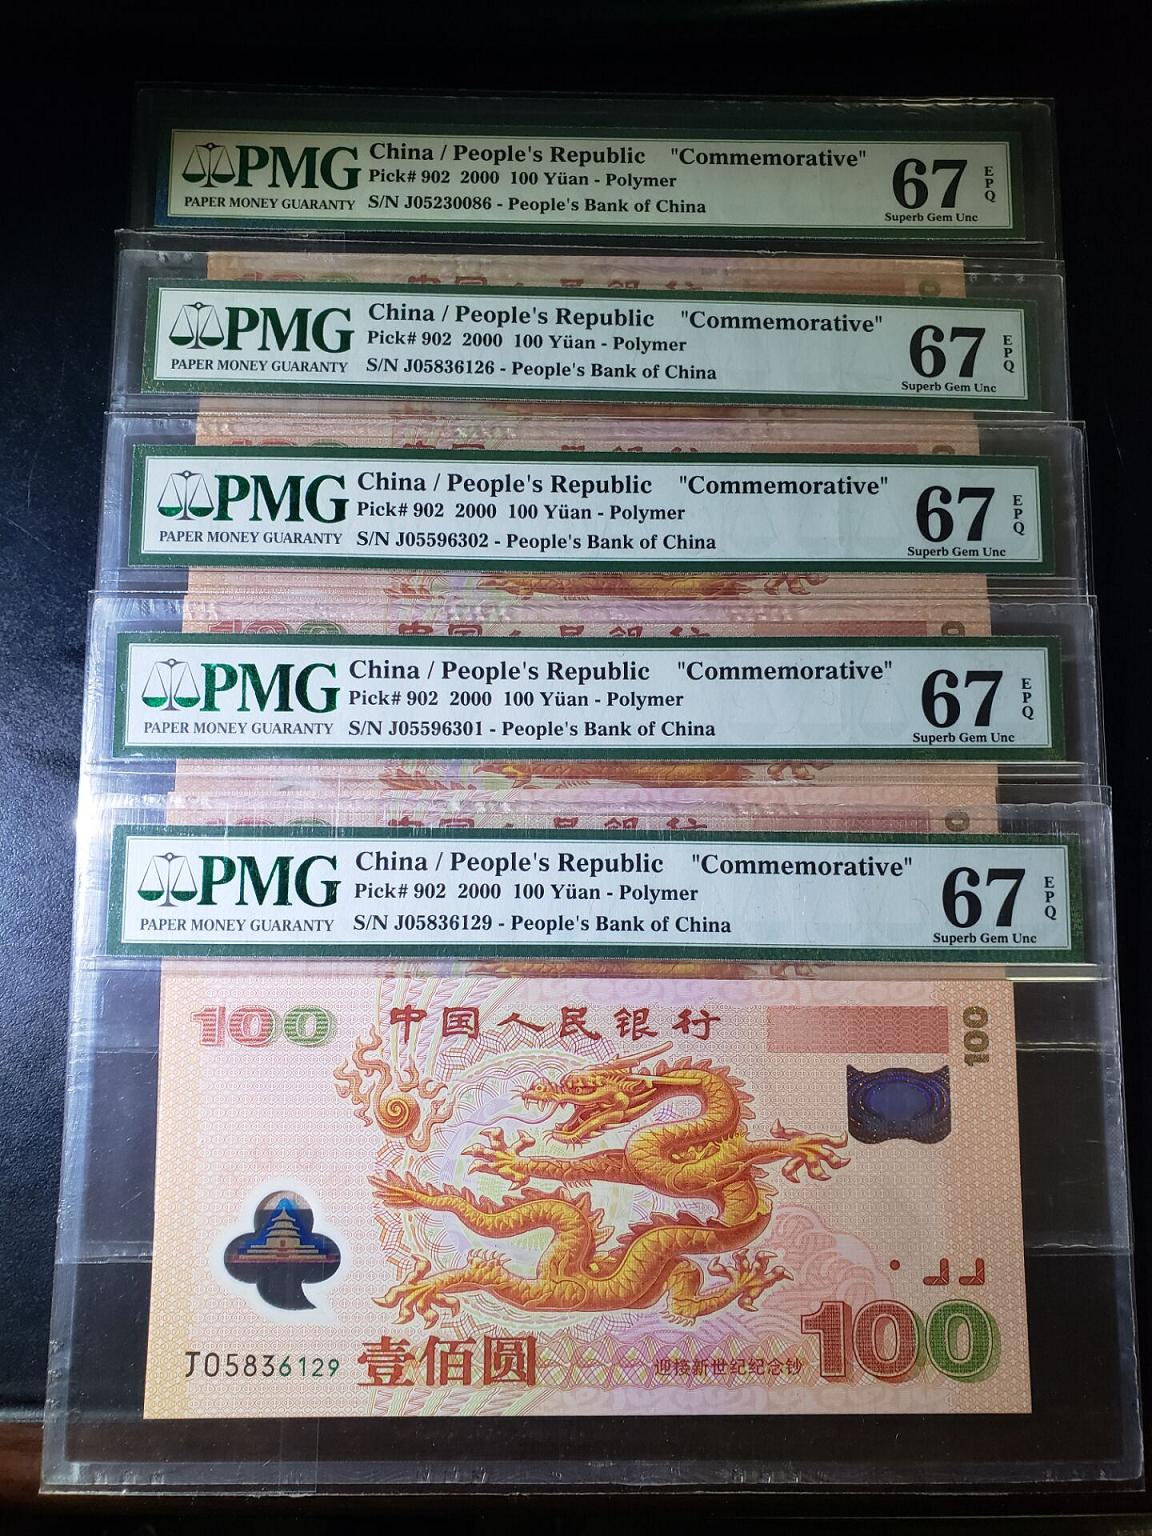 PMG
PAPER MONEY GUARANTY
China / People's Republic "Commemorative"
Pick# 902 2000 100 Yüan - Polymer
S/N J05230086 - People's Bank of China
67
EPQ
Superb Gem Unc
PMG
PAPER MONEY GUARANTY
China / People's Republic "Commemorative"
Pick# 902 2000 100 Yüan - Polymer
S/N J05836126 - People's Bank of China
67
EPQ
Superb Gem Unc
PMG
PAPER MONEY GUARANTY
China / People's Republic "Commemorative"
Pick# 902 2000 100 Yüan - Polymer
S/N J05596302 - People's Bank of China
67
EPQ
Superb Gem Unc
PMG
PAPER MONEY GUARANTY
China / People's Republic "Commemorative"
Pick# 902 2000 100 Yüan - Polymer
S/N J05596301 - People's Bank of China
67
EPQ
Superb Gem Unc
PMG
PAPER MONEY GUARANTY
China / People's Republic "Commemorative"
Pick# 902 2000 100 Yüan - Polymer
S/N J05836129 - People's Bank of China
67
EPQ
Superb Gem Unc
100
中国人民银行
100
J05836129
壹佰圆
迎接新世纪纪念钞
100